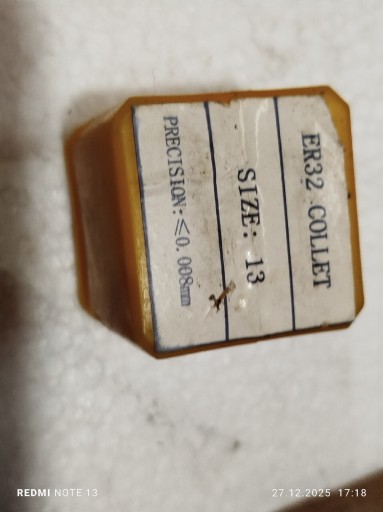 ER32 COLLET
SIZE: 13
PRECISION:≤0.008mm
REDMI NOTE 13
27.12.2025 17:18